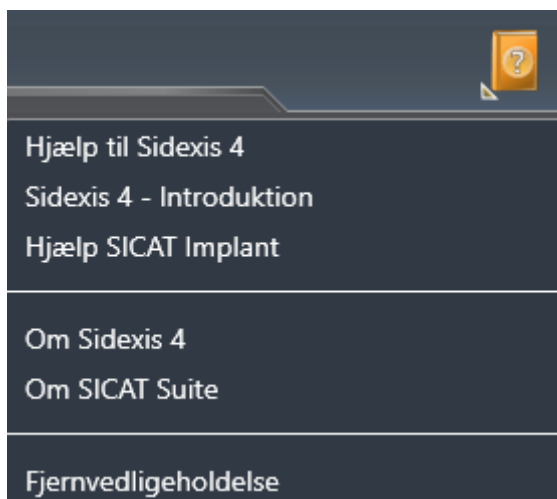 Hjælp til Sidexis 4
Sidexis 4 - Introduktion
Hjælp SICAT Implant
Om Sidexis 4
Om SICAT Suite
Fjernvedligeholdelse